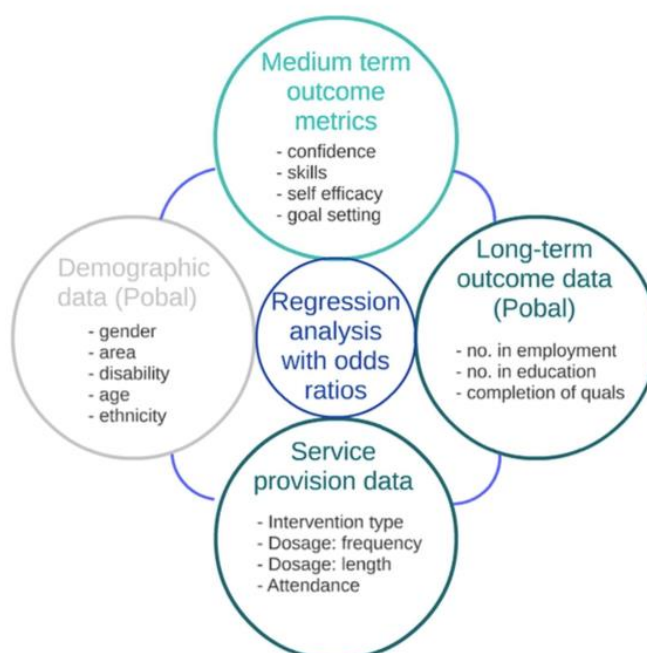 Medium term
outcome
metrics
- confidence
- skills
- self efficacy
- goal setting
Demographic
data (Pobal)
- gender
- area
- disability
- age
- ethnicity
Regression
analysis
with odds
ratios
Long-term
outcome data
(Pobal)
- no. in employment
- no. in education
- completion of quals
Service
provision data
- Intervention type
- Dosage: frequency
- Dosage: length
- Attendance